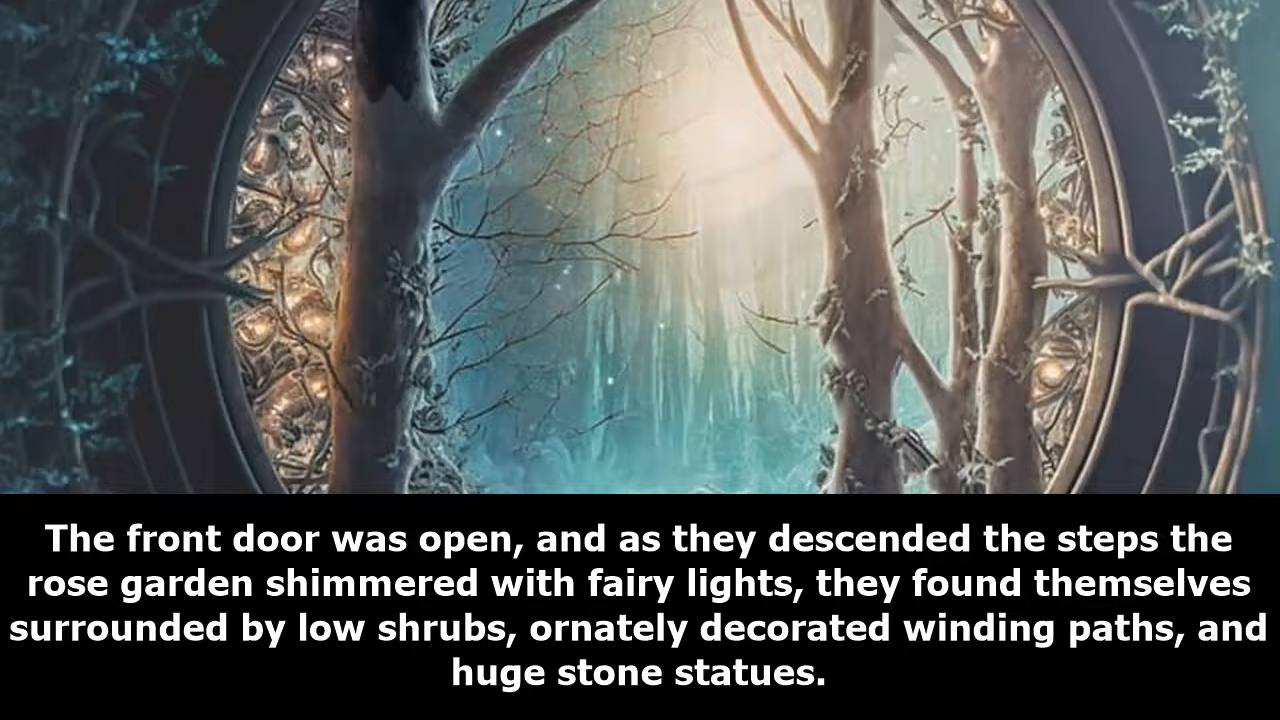 The front door was open, and as they descended the steps the
rose garden shimmered with fairy lights, they found themselves
surrounded by low shrubs, ornately decorated winding paths, and
huge stone statues.